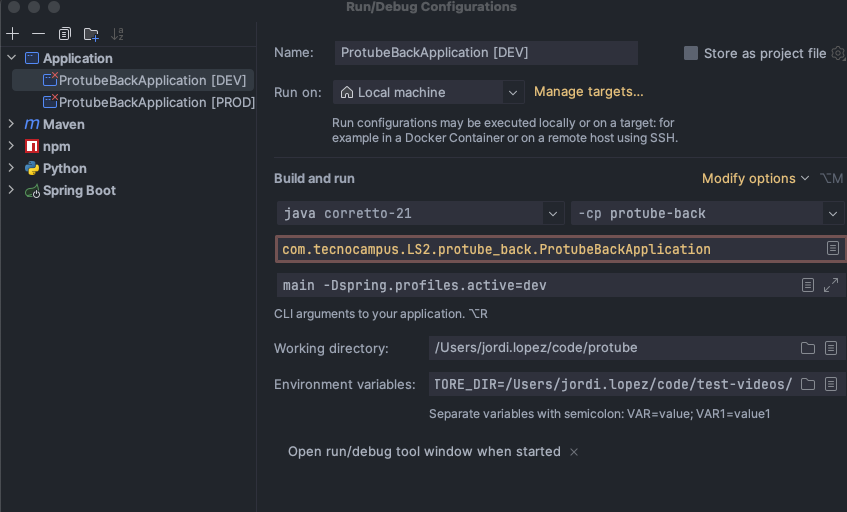 Run/Debug Configurations
Application
ProtubeBackApplication [DEV]
ProtubeBackApplication [PROD]
Maven
npm
Python
Spring Boot
Name: ProtubeBackApplication [DEV] Store as project file
Run on: Local machine Manage targets...
Run configurations may be executed locally or on a target: for
example in a Docker Container or on a remote host using SSH.
Build and run Modify options ⌥M
java corretto-21 -cp protube-back
com.tecnocampus.LS2.protube_back.ProtubeBackApplication
main -Dspring.profiles.active=dev
CLI arguments to your application. ⌥R
Working directory: /Users/jordi.lopez/code/protube
Environment variables: TORE_DIR=/Users/jordi.lopez/code/test-videos/
Separate variables with semicolon: VAR=value; VAR1=value1
Open run/debug tool window when started ×